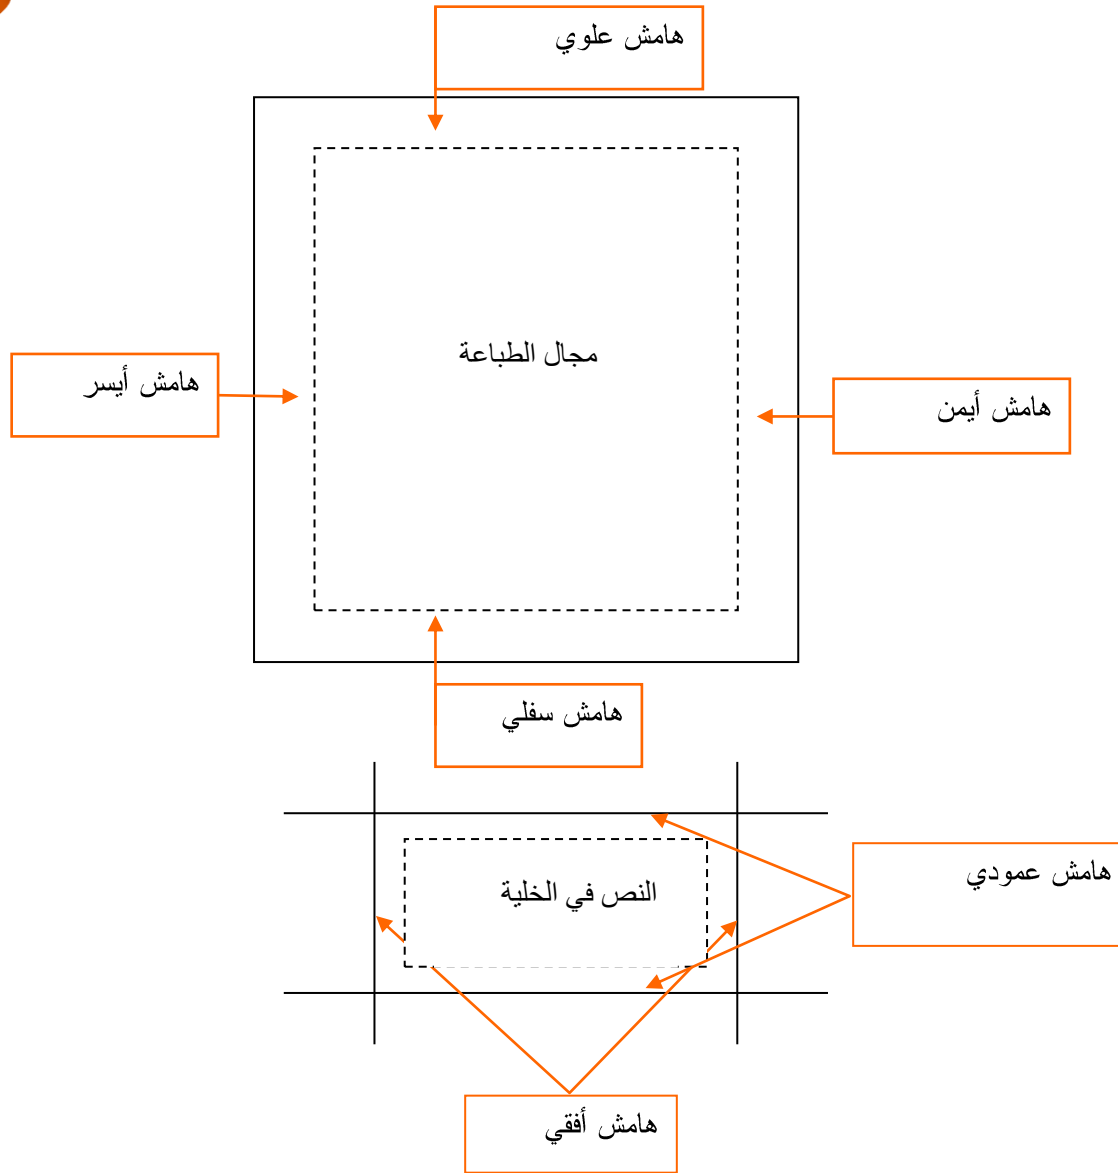 هامش علوي
مجال الطباعة
هامش أيسر
هامش أيمن
هامش سفلي
هامش عمودي
النص في الخلية
هامش أفقي